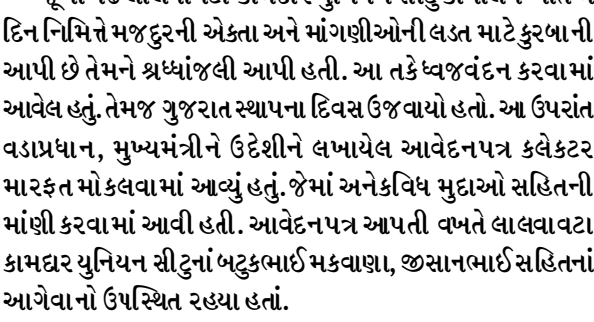 દિન નિમિત્તે મજદુરની એકતા અને માંગણીઓની લડત માટે કુરબાની
આપી છે તેમને શ્રધ્ધાંજલી આપી હતી. આ તકે ધ્વજવંદન કરવામાં
આવેલ હતું. તેમજ ગુજરાત સ્થાપના દિવસ ઉજવાયો હતો. આ ઉપરાંત
વડાપ્રધાન, મુખ્યમંત્રીને ઉદેશીને લખાયેલ આવેદનપત્ર કલેકટર
મારફત મોકલવામાં આવ્યું હતું. જેમાં અનેકવિધ મુદાઓ સહિતની
માંણી કરવામાં આવી હતી. આવેદનપત્ર આપતી વખતે લાલવાવટા
કામદાર યુનિયન સીટુનાં બટુકભાઈ મકવાણા, જીસાનભાઈ સહિતનાં
આગેવાનો ઉપસ્થિત રહયા હતાં.